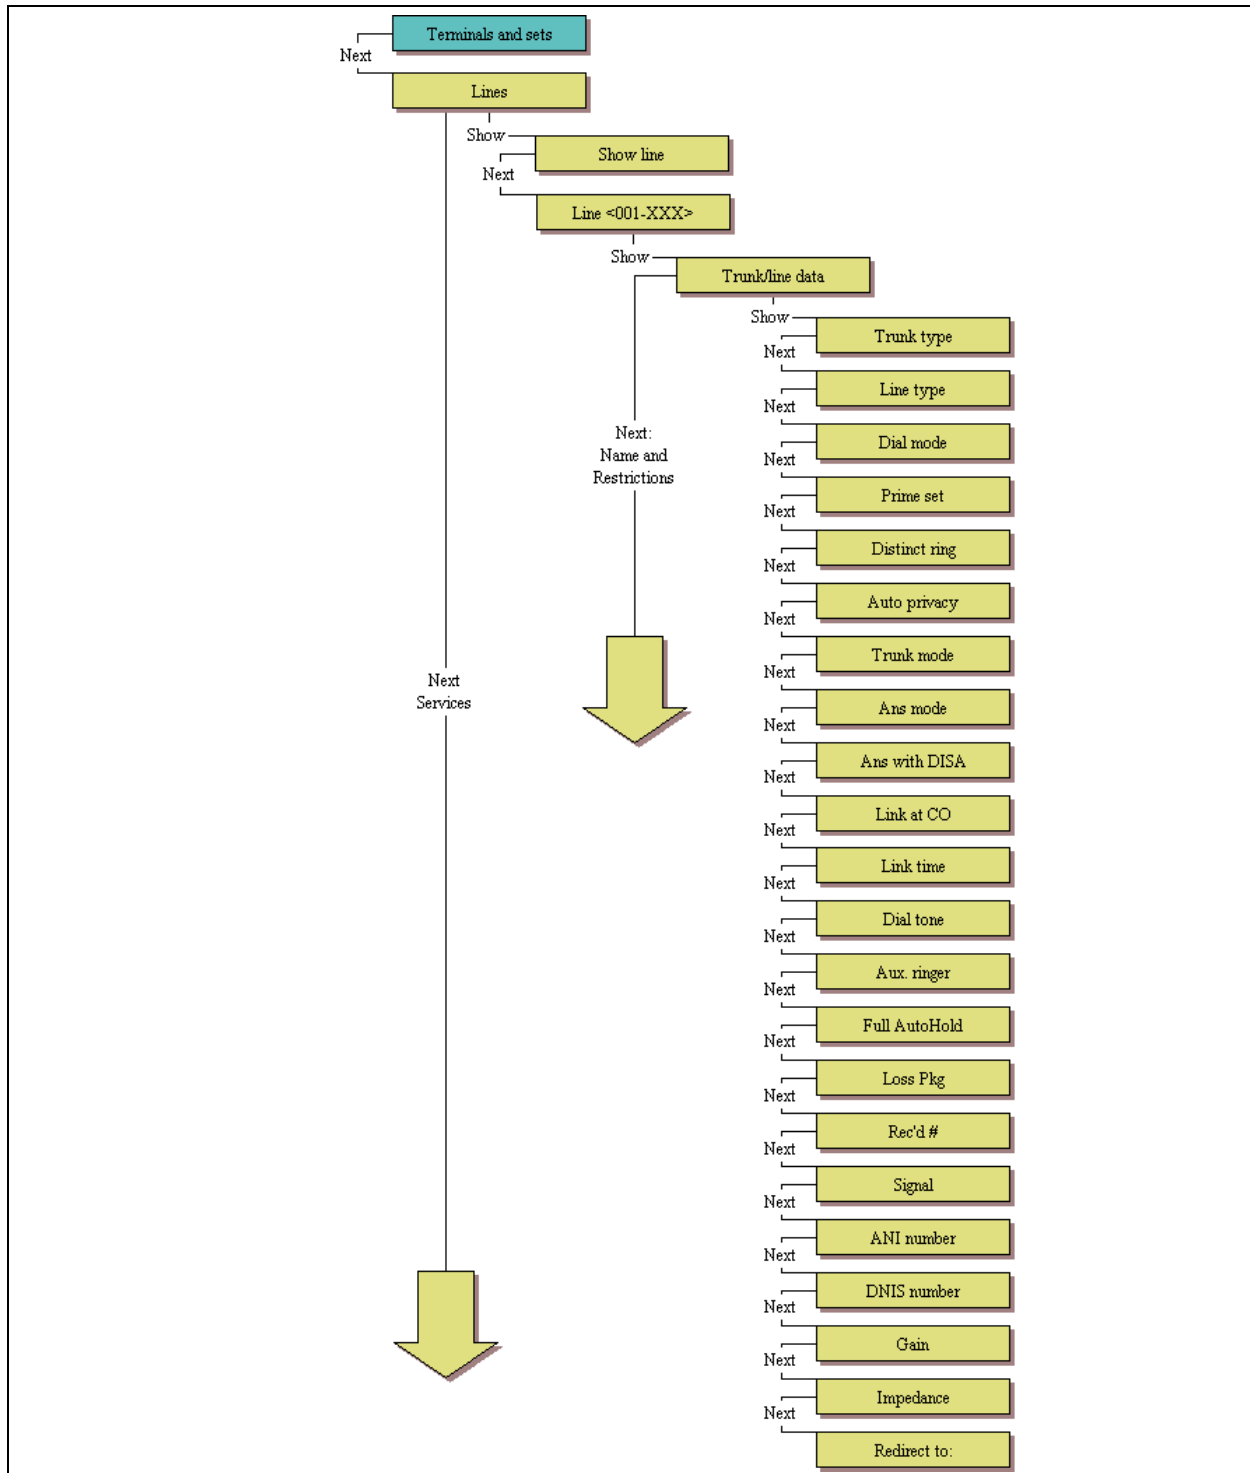 Terminals and sets
Next
Lines
Show
Show line
Next
Line <001-XXX>
Show
Trunk/line data
Show
Trunk type
Next
Line type
Next
Dial mode
Next
Prime set
Next
Distinct ring
Next
Auto privacy
Next
Trunk mode
Next
Ans mode
Next
Ans with DISA
Next
Link at CO
Next
Link time
Next
Dial tone
Next
Aux. ringer
Next
Full AutoHold
Next
Loss Pkg
Next
Rec'd #
Next
Signal
Next
ANI number
Next
DNIS number
Next
Gain
Next
Impedance
Next
Redirect to:
Next:
Name and
Restrictions
Next
Services